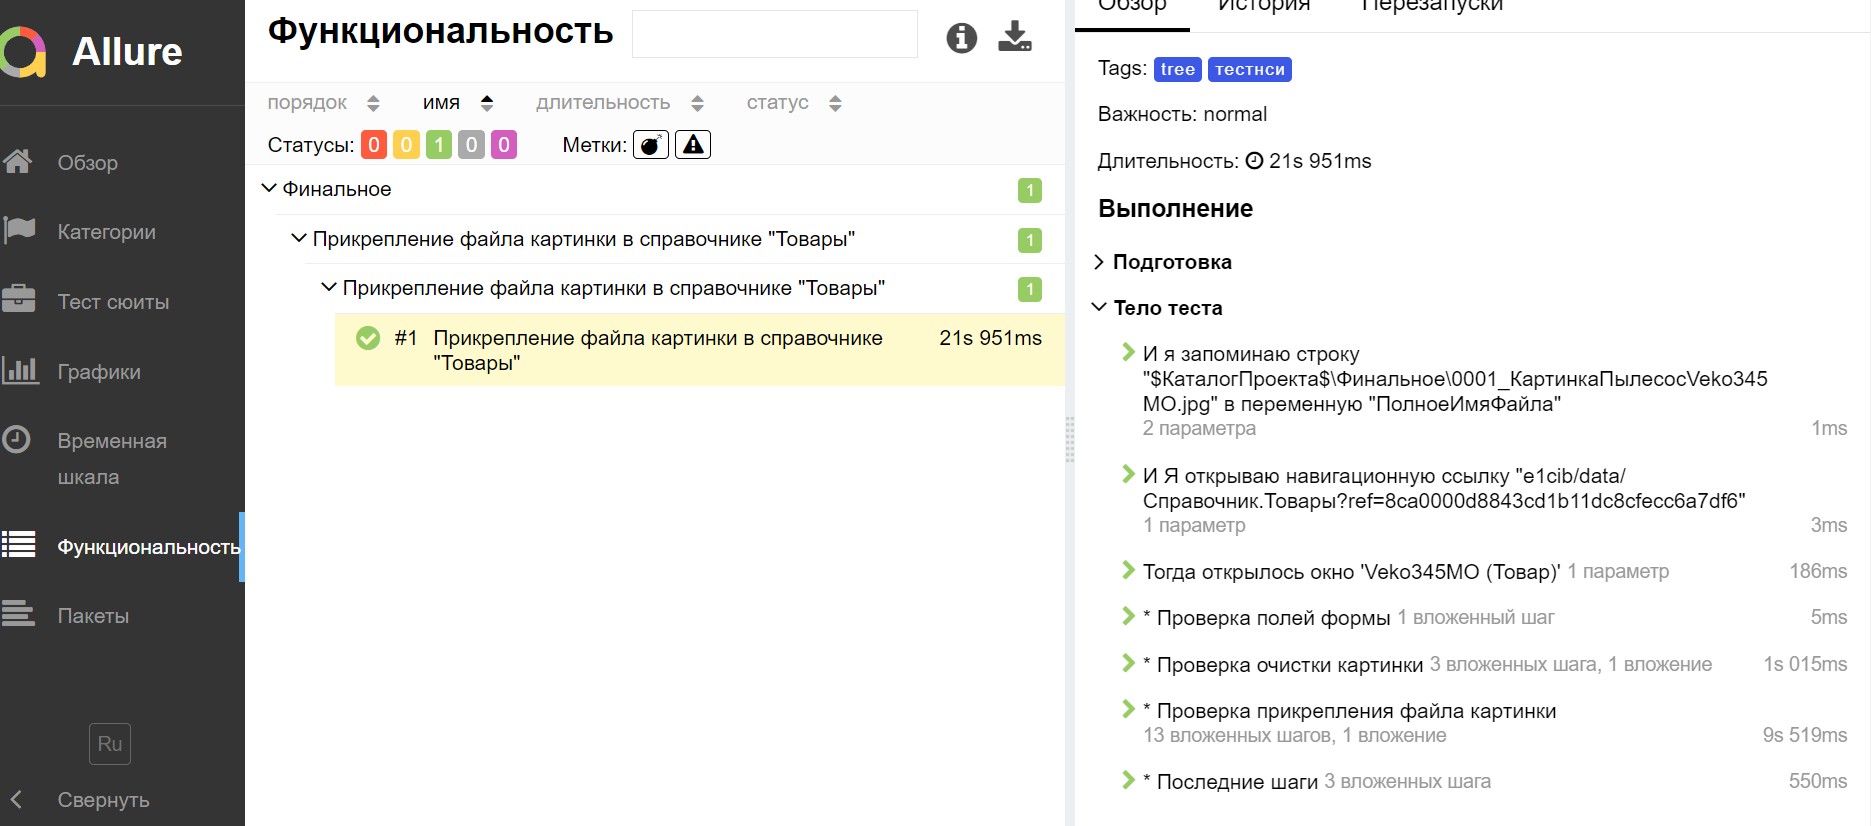 Allure
Обзор
Категории
Тест сюиты
Графики
Временная
шкала
Функциональность
Пакеты
Ru
Свернуть
Функциональность
порядок имя длительность статус
Статусы: 0 0 1 0 0 Метки:
Финальное 1
Прикрепление файла картинки в справочнике "Товары" 1
Прикрепление файла картинки в справочнике "Товары" 1
#1 Прикрепление файла картинки в справочнике 21s 951ms
"Товары"
Обзор История Перезапуски
Tags: tree тестнси
Важность: normal
Длительность: 21s 951ms
Выполнение
Подготовка
Тело теста
И я запоминаю строку
"$КаталогПроекта$\Финальное\0001_КартинкаПылесосVeko345
MO.jpg" в переменную "ПолноеИмяФайла"
2 параметра 1ms
И Я открываю навигационную ссылку "e1cib/data/
Справочник.Товары?ref=8ca0000d8843cd1b11dc8cfecc6a7df6"
1 параметр 3ms
Тогда открылось окно 'Veko345MO (Товар)' 1 параметр 186ms
* Проверка полей формы 1 вложенный шаг 5ms
* Проверка очистки картинки 3 вложенных шага, 1 вложение 1s 015ms
* Проверка прикрепления файла картинки
13 вложенных шагов, 1 вложение 9s 519ms
* Последние шаги 3 вложенных шага 550ms